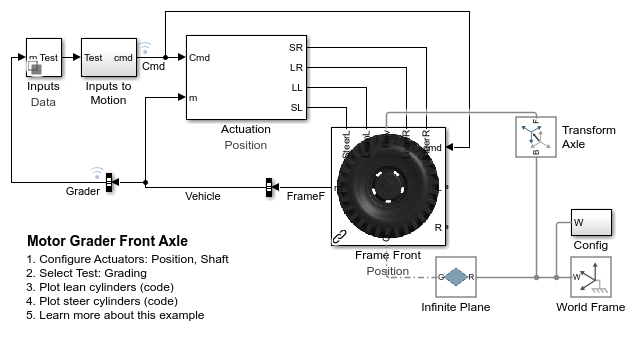 SR
Cmd
LR
LL
SL
m
m Test
Test cmd
Cmd
Inputs
Data
Inputs to
Motion
Actuation
Position
SteerL
LeanL
Rev
LeanR
SteerR
Cmd
F
B
Transform
Axle
Grader
Vehicle
FrameF
m
L
R
G
Frame Front
Position
W
Config
G R
Infinite Plane
W
World Frame
Motor Grader Front Axle
1. Configure Actuators: Position, Shaft
2. Select Test: Grading
3. Plot lean cylinders (code)
4. Plot steer cylinders (code)
5. Learn more about this example